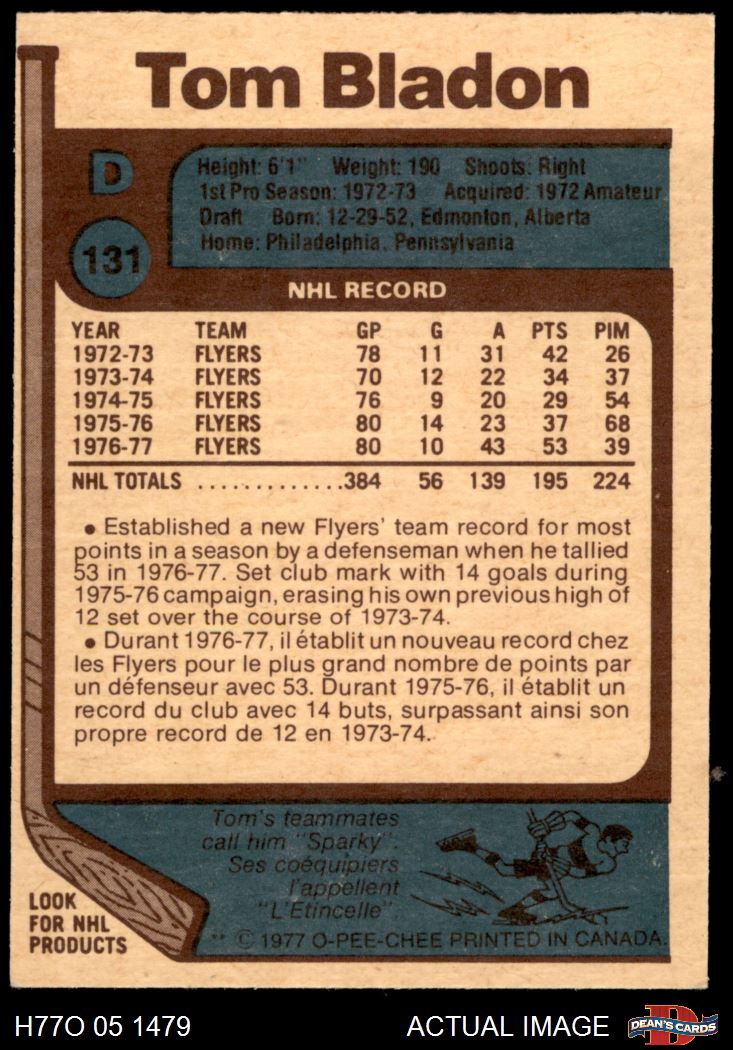 Tom Bladon
D
131
Height: 6'1" Weight: 190 Shoots: Right
1st Pro Season: 1972-73 Acquired: 1972 Amateur
Draft Born: 12-29-52, Edmonton, Alberta
Home: Philadelphia, Pennsylvania
NHL RECORD
YEAR TEAM GP G A PTS PIM
1972-73 FLYERS 78 11 31 42 26
1973-74 FLYERS 70 12 22 34 37
1974-75 FLYERS 76 9 20 29 54
1975-76 FLYERS 80 14 23 37 68
1976-77 FLYERS 80 10 43 53 39
NHL TOTALS .............384 56 139 195 224
● Established a new Flyers' team record for most
points in a season by a defenseman when he tallied
53 in 1976-77. Set club mark with 14 goals during
1975-76 campaign, erasing his own previous high of
12 set over the course of 1973-74.
● Durant 1976-77, il établit un nouveau record chez
les Flyers pour le plus grand nombre de points par
un défenseur avec 53. Durant 1975-76, il établit un
record du club avec 14 buts, surpassant ainsi son
propre record de 12 en 1973-74.
Tom's teammates
call him "Sparky".
Ses coéquipiers
l'appellent
"L'Etincelle".
LOOK
FOR NHL
PRODUCTS
** © 1977 O-PEE-CHEE PRINTED IN CANADA.
H77O 05 1479 ACTUAL IMAGE
DEAN'S CARDS